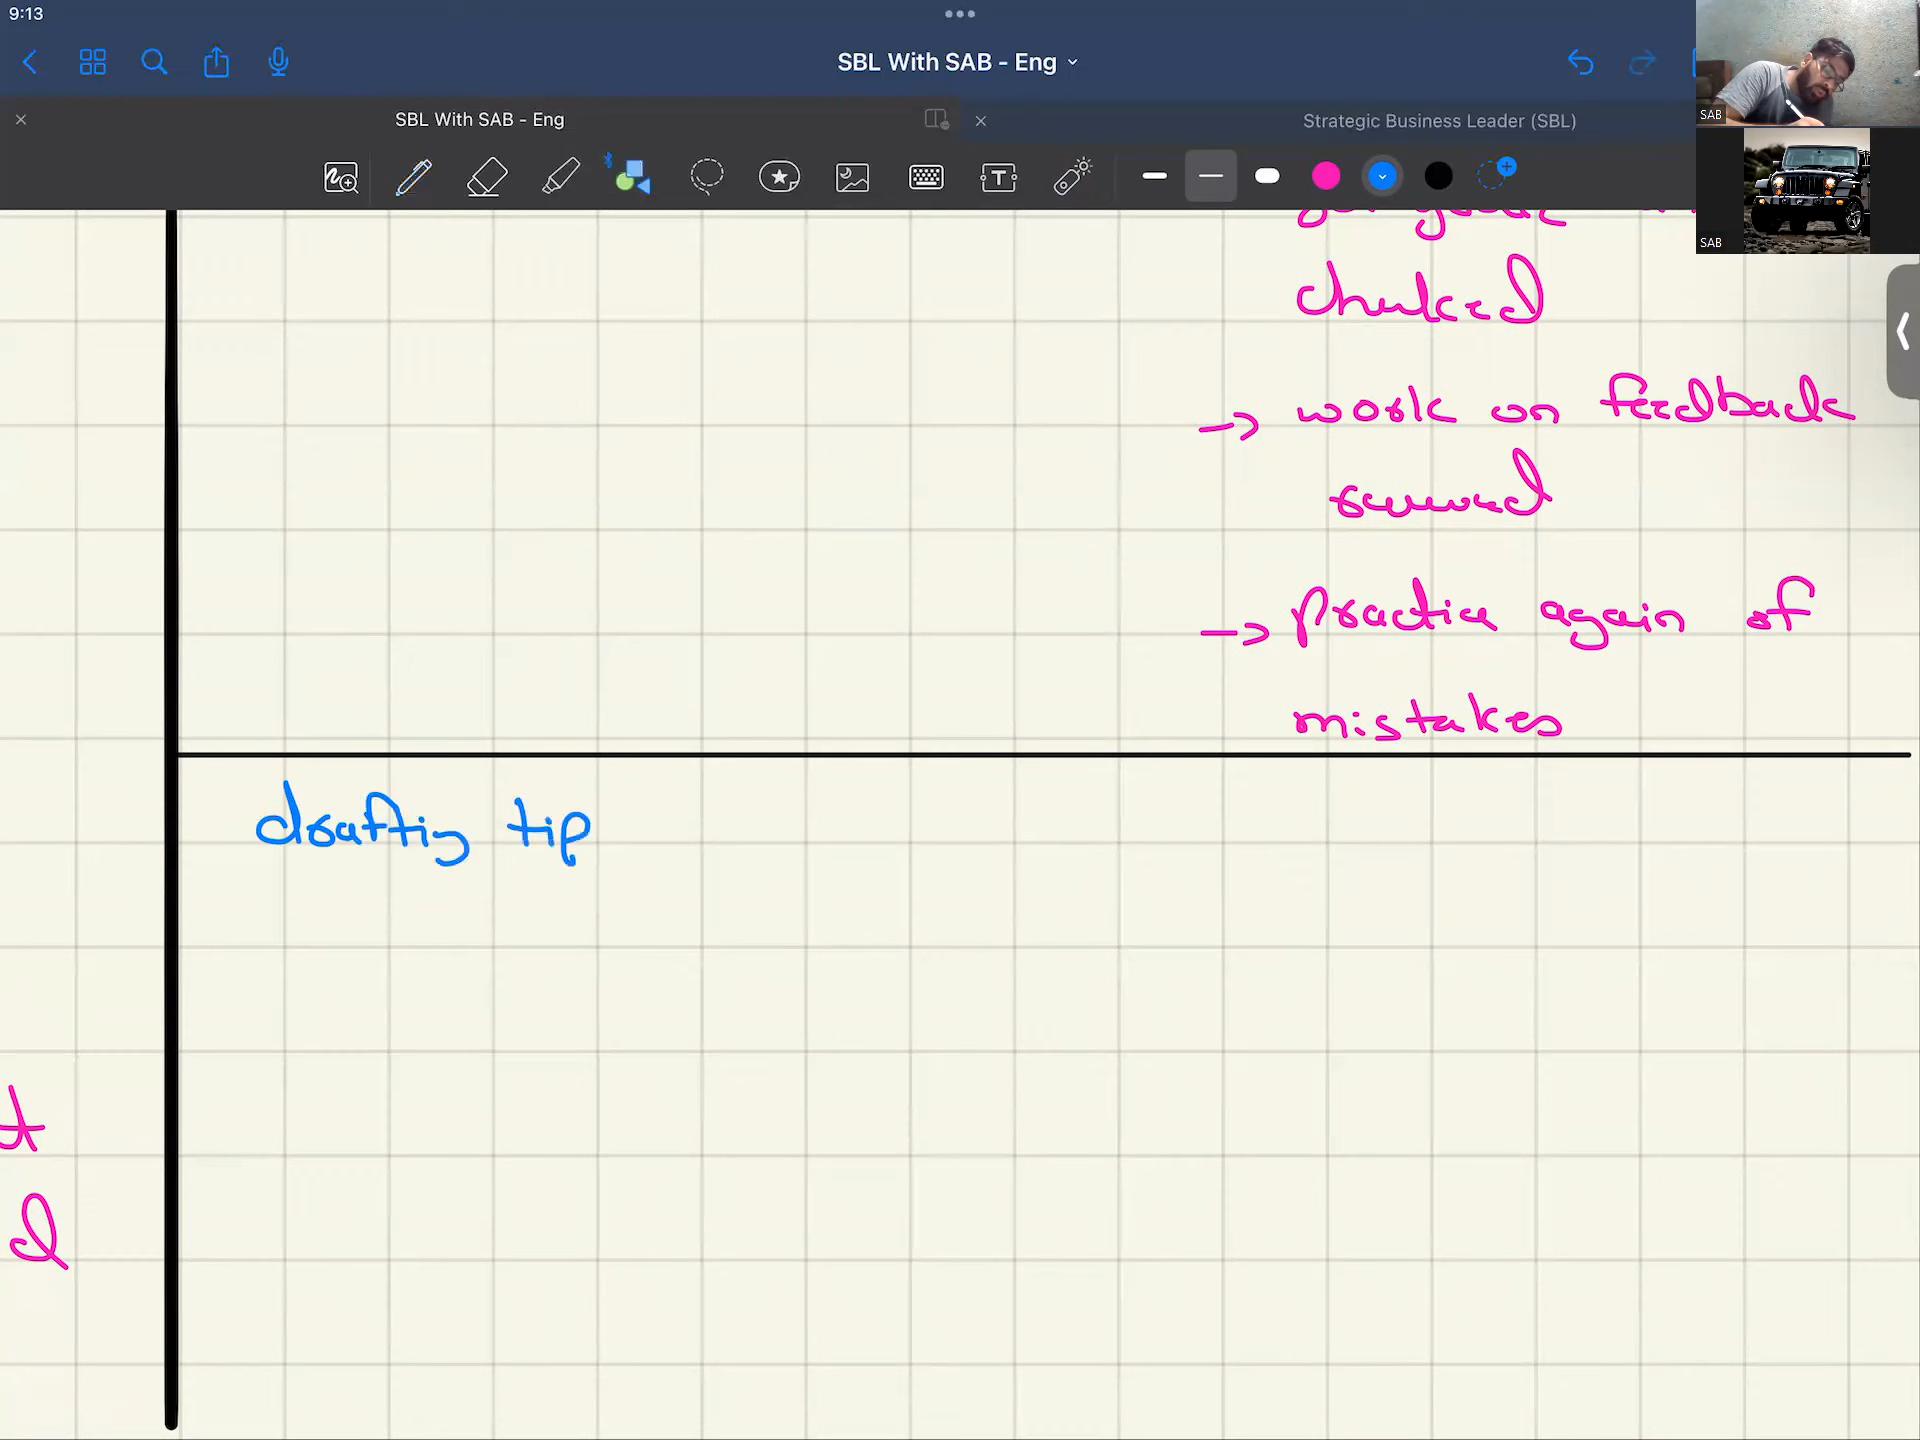 9:13
SBL With SAB - Eng
SBL With SAB - Eng
Strategic Business Leader (SBL)
T
SAB
SAB
checked
→ work on feedback
received
→ practice again of
mistakes
drafting tip